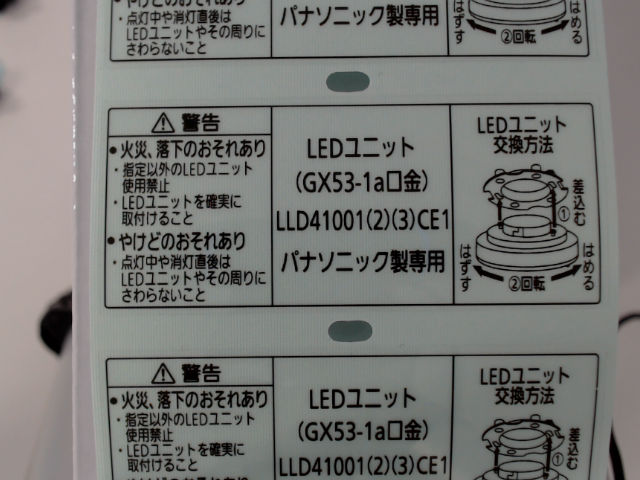 やけどのおそれあり
・点灯中や消灯直後は
LEDユニットやその周りに
さわらないこと
パナソニック製専用
はずす
②回転
はめる
⚠ 警告
●火災、落下のおそれあり
・指定以外のLEDユニット
使用禁止
・LEDユニットを確実に
取付けること
●やけどのおそれあり
・点灯中や消灯直後は
LEDユニットやその周りに
さわらないこと
LEDユニット
(GX53-1a口金)
LLD41001(2)(3)CE1
パナソニック製専用
LEDユニット
交換方法
差込む
①
はずす
②回転
はめる
⚠ 警告
●火災、落下のおそれあり
・指定以外のLEDユニット
使用禁止
・LEDユニットを確実に
取付けること
LEDユニット
(GX53-1a口金)
LLD41001(2)(3)CE1
LEDユニット
交換方法
差込む
①